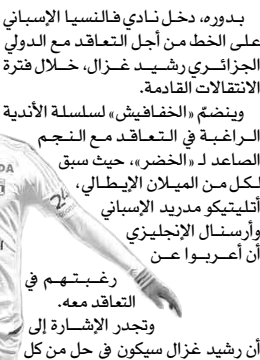 بدوره، دخل نادي فالنسيا الإسباني
على الخط من أجل التعاقد مع الدولي
الجزائري رشيد غزال، خلال فترة
الانتقالات القادمة.
وينضمّ «الخفافيش» لسلسلة الأندية
الراغبة في التعاقد مع النجم
الصاعد لـ «الخضر»، حيث سبق
لكل من الميلان الإيطالي،
أتليتيكو مدريد الإسباني
وأرسنال الإنجليزي
أن أعربوا عن
رغبتهم في
التعاقد معه.
وتجدر الإشارة إلى
أن رشيد غزال سيكون في حل من كل
24
DA